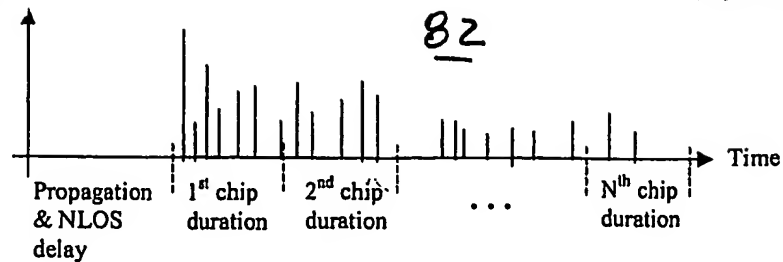 82
Time
Propagation
& NLOS
delay
1st chip
duration
2nd chip
duration
...
Nth chip
duration